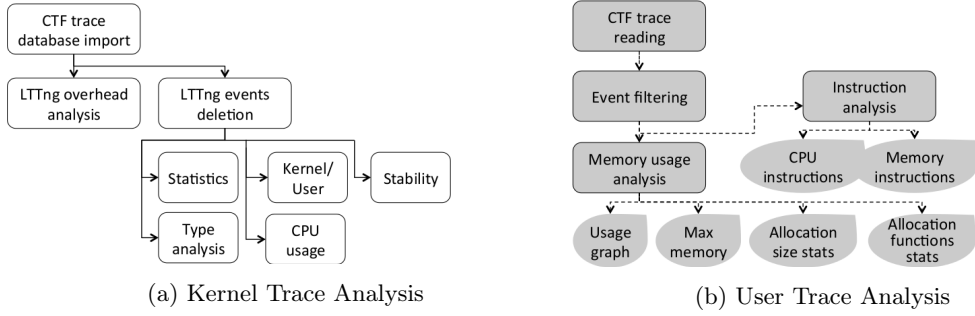 CTF trace
database import
LTTng overhead
analysis
LTTng events
deletion
Statistics
Kernel/
User
Stability
Type
analysis
CPU
usage
(a) Kernel Trace Analysis
CTF trace
reading
Event filtering
Instruction
analysis
Memory usage
analysis
CPU
instructions
Memory
instructions
Usage
graph
Max
memory
Allocation
size stats
Allocation
functions
stats
(b) User Trace Analysis